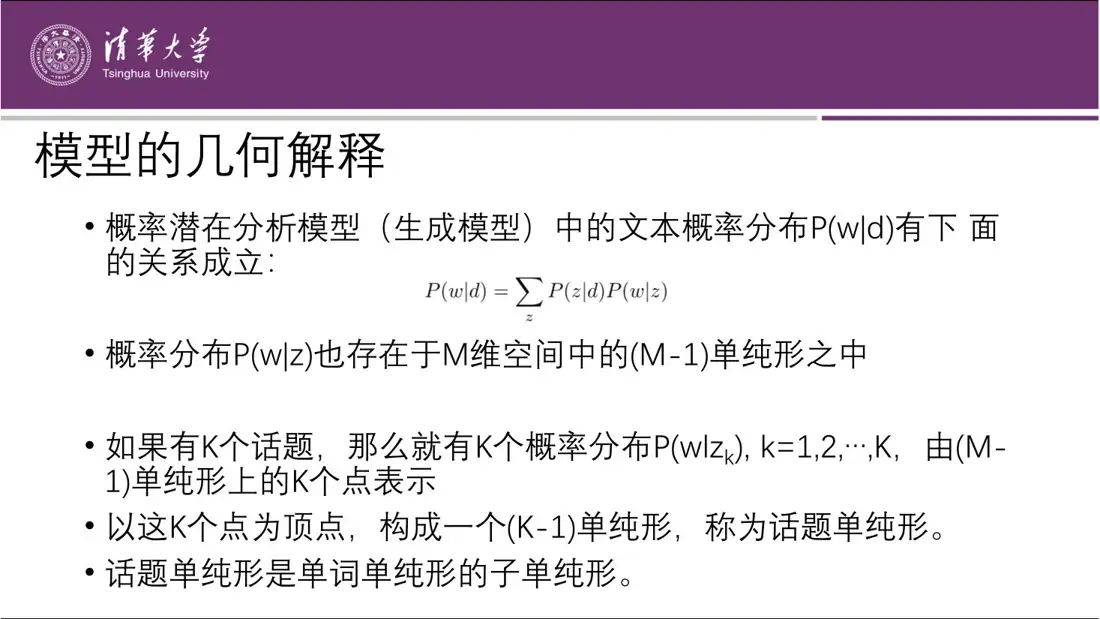 清华大学
Tsinghua University
模型的几何解释
• 概率潜在分析模型（生成模型）中的文本概率分布P(w|d)有下 面
的关系成立：
P(w|d) = ∑_z P(z|d)P(w|z)
• 概率分布P(w|z)也存在于M维空间中的(M-1)单纯形之中
• 如果有K个话题，那么就有K个概率分布P(w|z_k), k=1,2,···,K，由(M-
1)单纯形上的K个点表示
• 以这K个点为顶点，构成一个(K-1)单纯形，称为话题单纯形。
• 话题单纯形是单词单纯形的子单纯形。